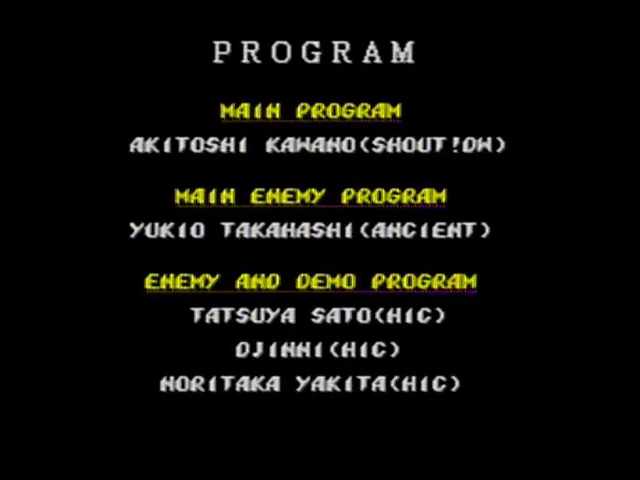 PROGRAM
MAIN PROGRAM
AKITOSHI KAWANO(SHOUT!DW)
MAIN ENEMY PROGRAM
YUKIO TAKAHASHI(ANCIENT)
ENEMY AND DEMO PROGRAM
TATSUYA SATO(HIC)
DJINNI(HIC)
NORITAKA YAKITA(HIC)